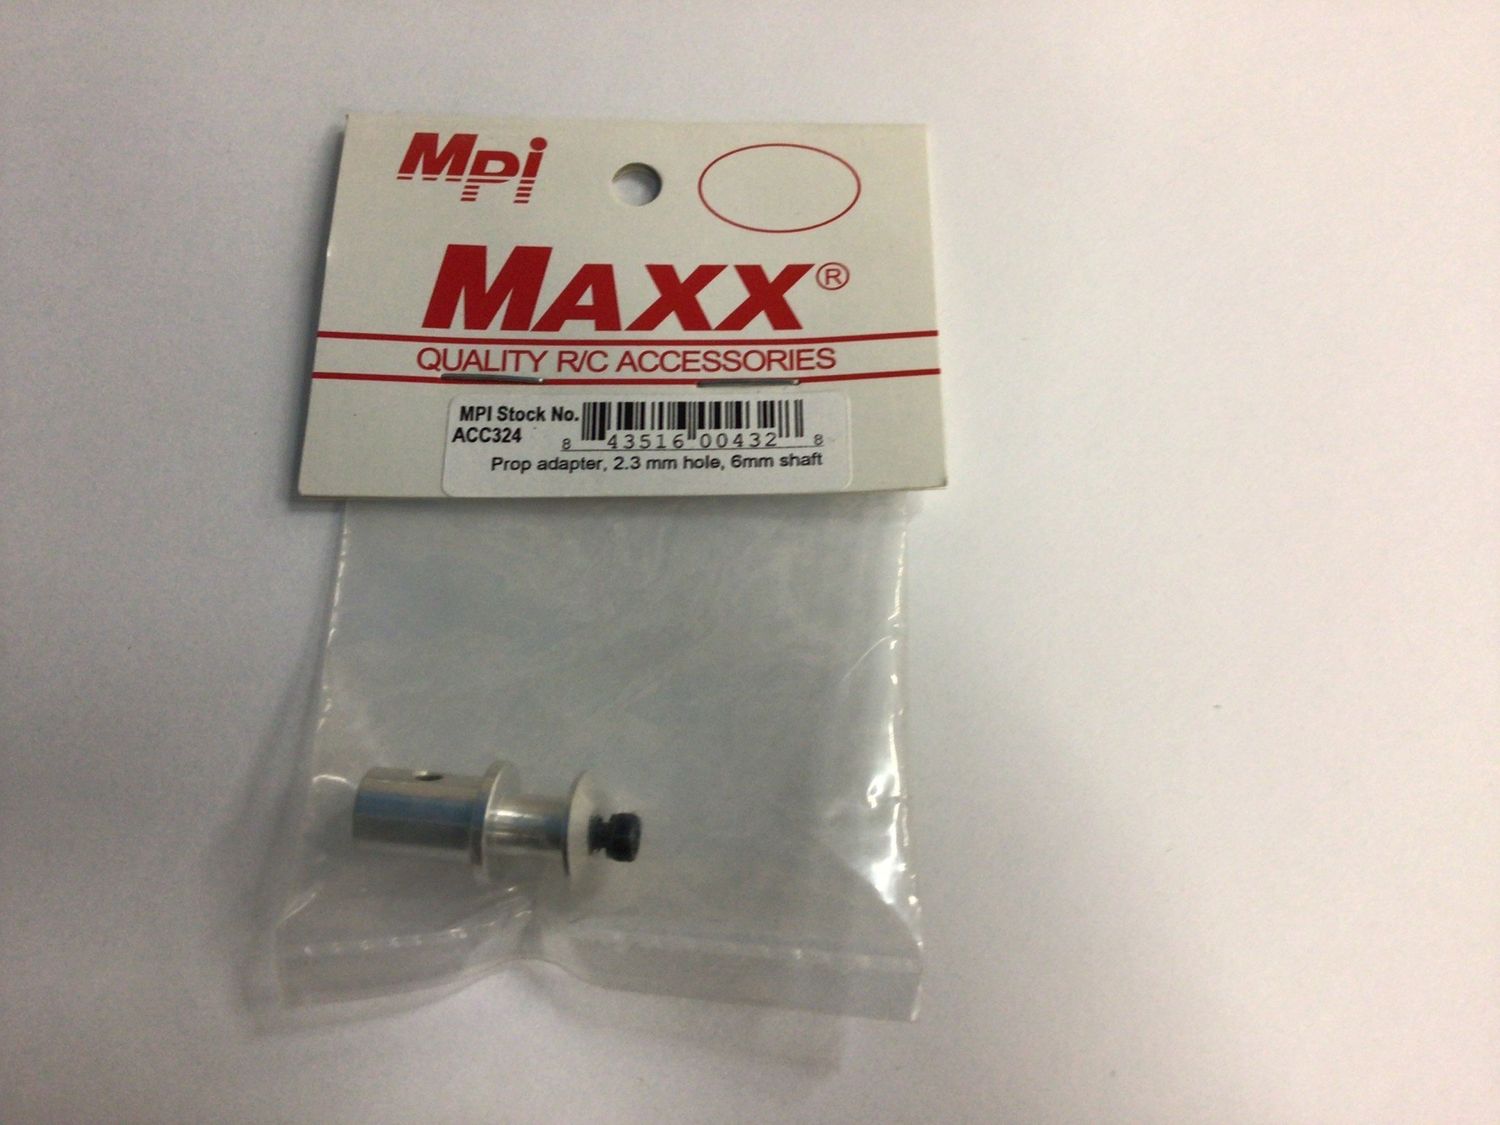 MPi
MAXX®
QUALITY R/C ACCESSORIES
MPI Stock No.
ACC324
8 43516 00432 8
Prop adapter, 2.3 mm hole, 6mm shaft